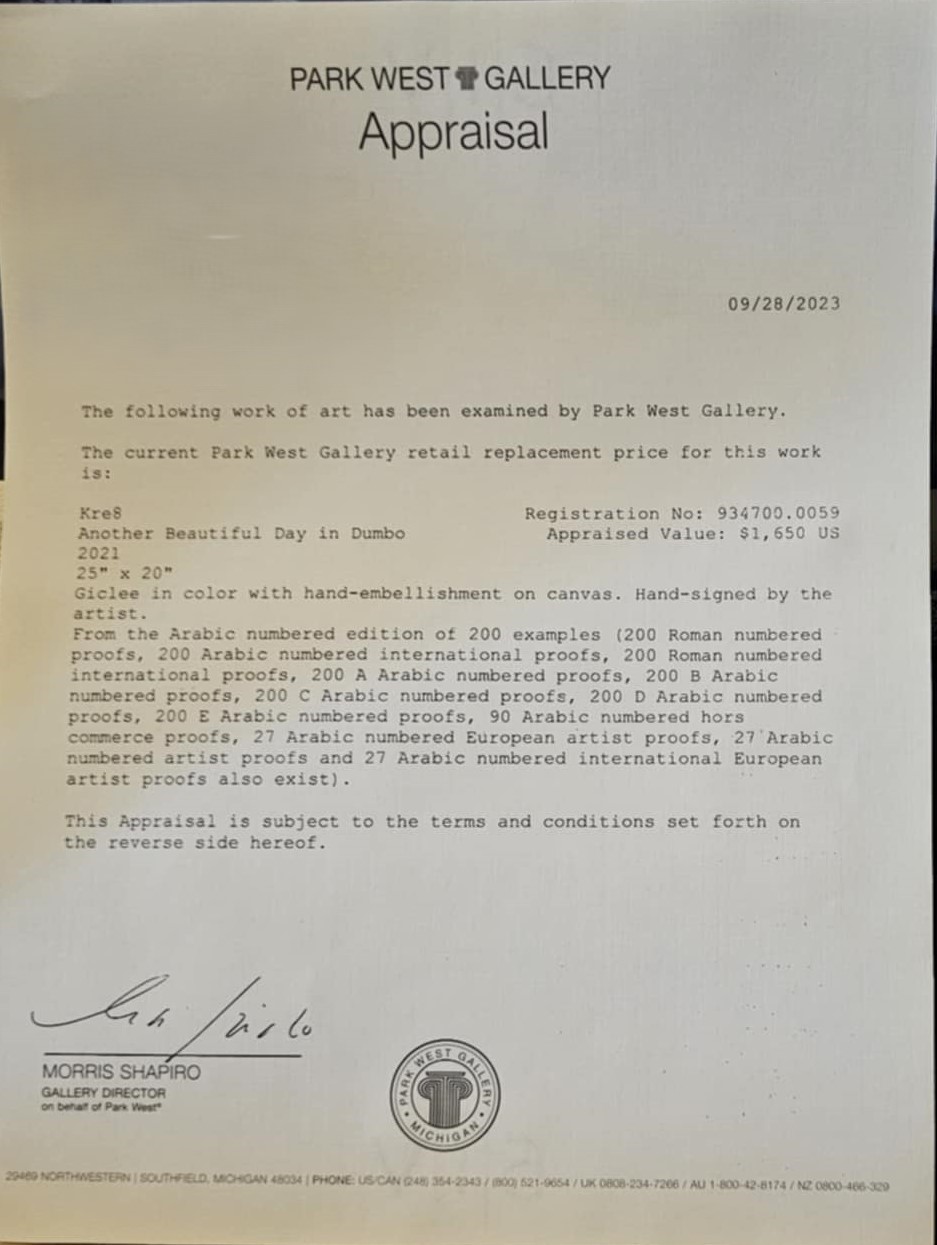 PARK WEST GALLERY
Appraisal
09/28/2023
The following work of art has been examined by Park West Gallery.
The current Park West Gallery retail replacement price for this work
is:
Kre8 Registration No: 934700.0059
Another Beautiful Day in Dumbo Appraised Value: $1,650 US
2021
25" x 20"
Giclee in color with hand-embellishment on canvas. Hand-signed by the
artist.
From the Arabic numbered edition of 200 examples (200 Roman numbered
proofs, 200 Arabic numbered international proofs, 200 Roman numbered
international proofs, 200 A Arabic numbered proofs, 200 B Arabic
numbered proofs, 200 C Arabic numbered proofs, 200 D Arabic numbered
proofs, 200 E Arabic numbered proofs, 90 Arabic numbered hors
commerce proofs, 27 Arabic numbered European artist proofs, 27 Arabic
numbered artist proofs and 27 Arabic numbered international European
artist proofs also exist).
This Appraisal is subject to the terms and conditions set forth on
the reverse side hereof.
MORRIS SHAPIRO
GALLERY DIRECTOR
on behalf of Park West®
PARK WEST GALLERY • MICHIGAN •
29469 NORTHWESTERN | SOUTHFIELD, MICHIGAN 48034 | PHONE: US/CAN (248) 354-2343 / (800) 521-9654 / UK 0808-234-7266 / AU 1-800-42-8174 / NZ 0800-466-329